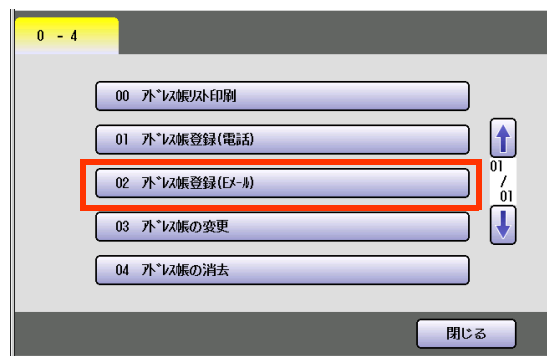 0 - 4
00 ｱﾄﾞﾚｽ帳ﾘｽﾄ印刷
01 ｱﾄﾞﾚｽ帳登録(電話)
02 ｱﾄﾞﾚｽ帳登録(Eﾒｰﾙ)
03 ｱﾄﾞﾚｽ帳の変更
04 ｱﾄﾞﾚｽ帳の消去
01
/
01
閉じる